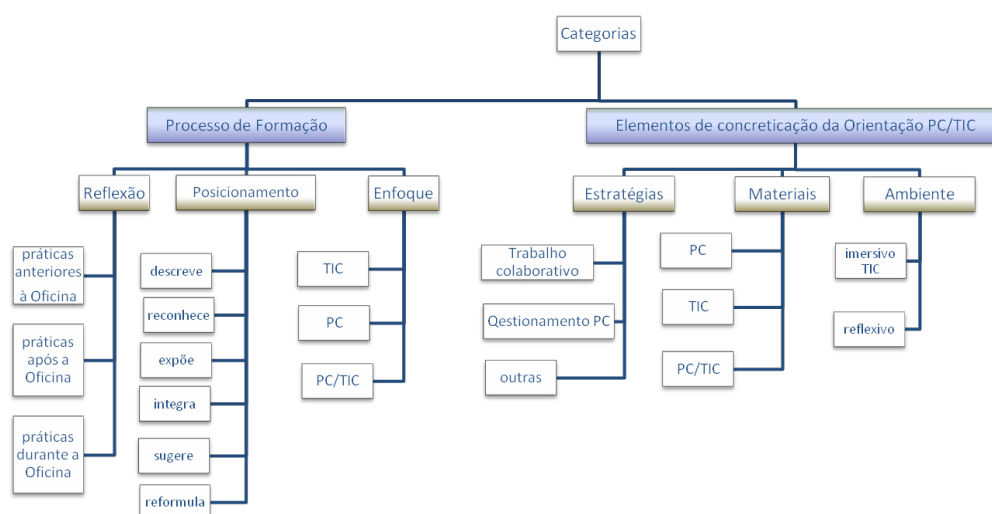 Categorias
Processo de Formação
Elementos de concreticação da Orientação PC/TIC
Reflexão
Posicionamento
Enfoque
Estratégias
Materiais
Ambiente
práticas
anteriores
à Oficina
práticas
após a
Oficina
práticas
durante a
Oficina
descreve
reconhece
expõe
integra
sugere
reformula
TIC
PC
PC/TIC
Trabalho
colaborativo
Qestionamento PC
outras
PC
TIC
PC/TIC
imersivo
TIC
reflexivo